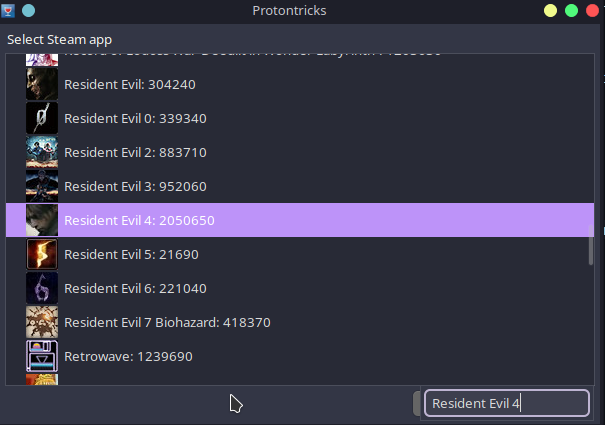 Protontricks
Select Steam app
Resident Evil: 304240
Resident Evil 0: 339340
Resident Evil 2: 883710
Resident Evil 3: 952060
Resident Evil 4: 2050650
Resident Evil 5: 21690
Resident Evil 6: 221040
Resident Evil 7 Biohazard: 418370
Retrowave: 1239690
Resident Evil 4